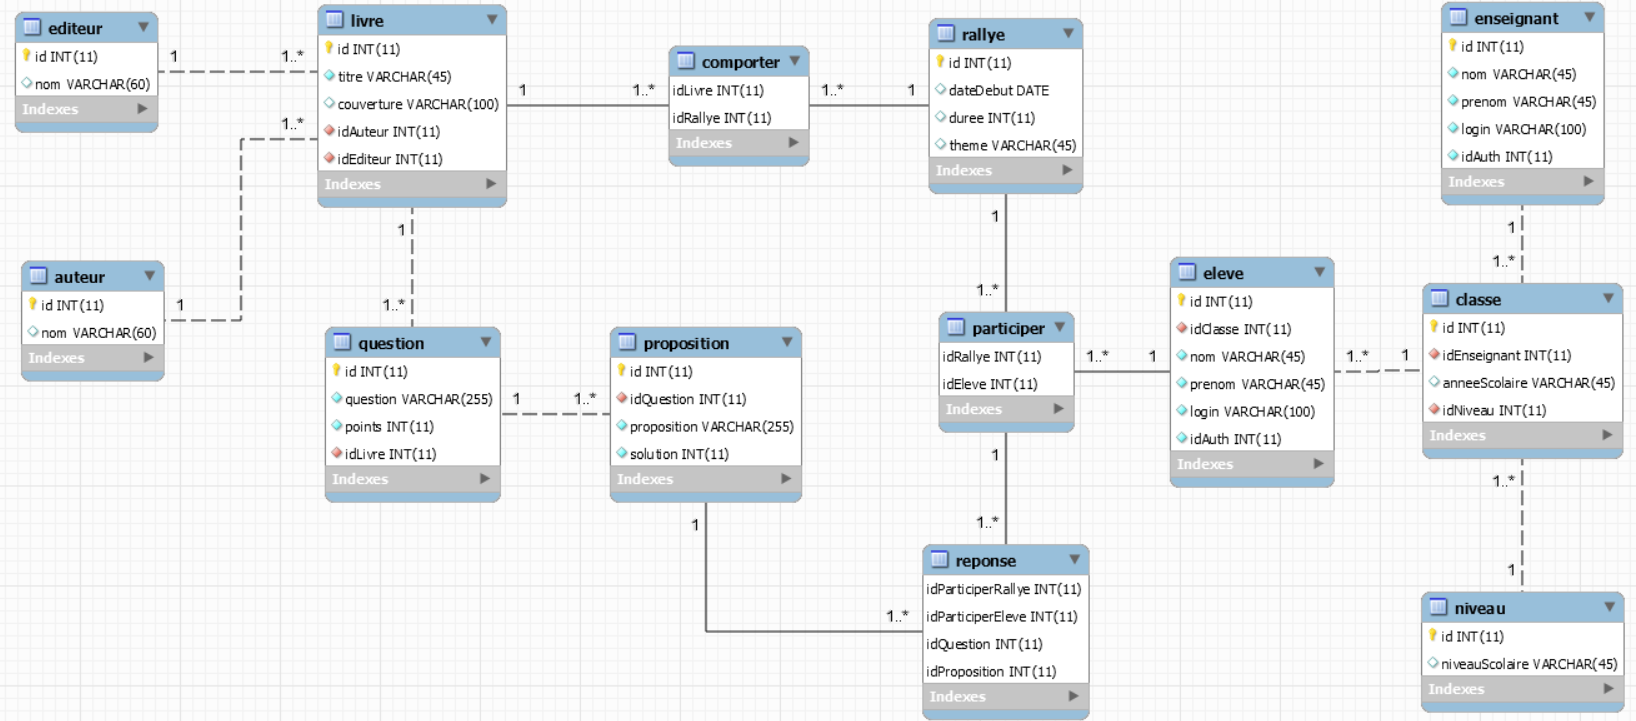 editeur
id INT(11)
nom VARCHAR(60)
Indexes
1
1..*
livre
id INT(11)
titre VARCHAR(45)
couverture VARCHAR(100)
idAuteur INT(11)
idEditeur INT(11)
Indexes
1..*
1
1..*
comporter
idLivre INT(11)
idRallye INT(11)
Indexes
1..*
1
rallye
id INT(11)
dateDebut DATE
duree INT(11)
theme VARCHAR(45)
Indexes
enseignant
id INT(11)
nom VARCHAR(45)
prenom VARCHAR(45)
login VARCHAR(100)
idAuth INT(11)
Indexes
1
1..*
1
1..*
1
1..*
auteur
id INT(11)
nom VARCHAR(60)
Indexes
1
question
id INT(11)
question VARCHAR(255)
points INT(11)
idLivre INT(11)
Indexes
1
1..*
proposition
id INT(11)
idQuestion INT(11)
proposition VARCHAR(255)
solution INT(11)
Indexes
participer
idRallye INT(11)
idEleve INT(11)
Indexes
1..*
1
eleve
id INT(11)
idClasse INT(11)
nom VARCHAR(45)
prenom VARCHAR(45)
login VARCHAR(100)
idAuth INT(11)
Indexes
1..*
1
classe
id INT(11)
idEnseignant INT(11)
anneeScolaire VARCHAR(45)
idNiveau INT(11)
Indexes
1
1..*
1
1..*
1..*
1
reponse
idParticiperRallye INT(11)
idParticiperEleve INT(11)
idQuestion INT(11)
idProposition INT(11)
Indexes
niveau
id INT(11)
niveauScolaire VARCHAR(45)
Indexes